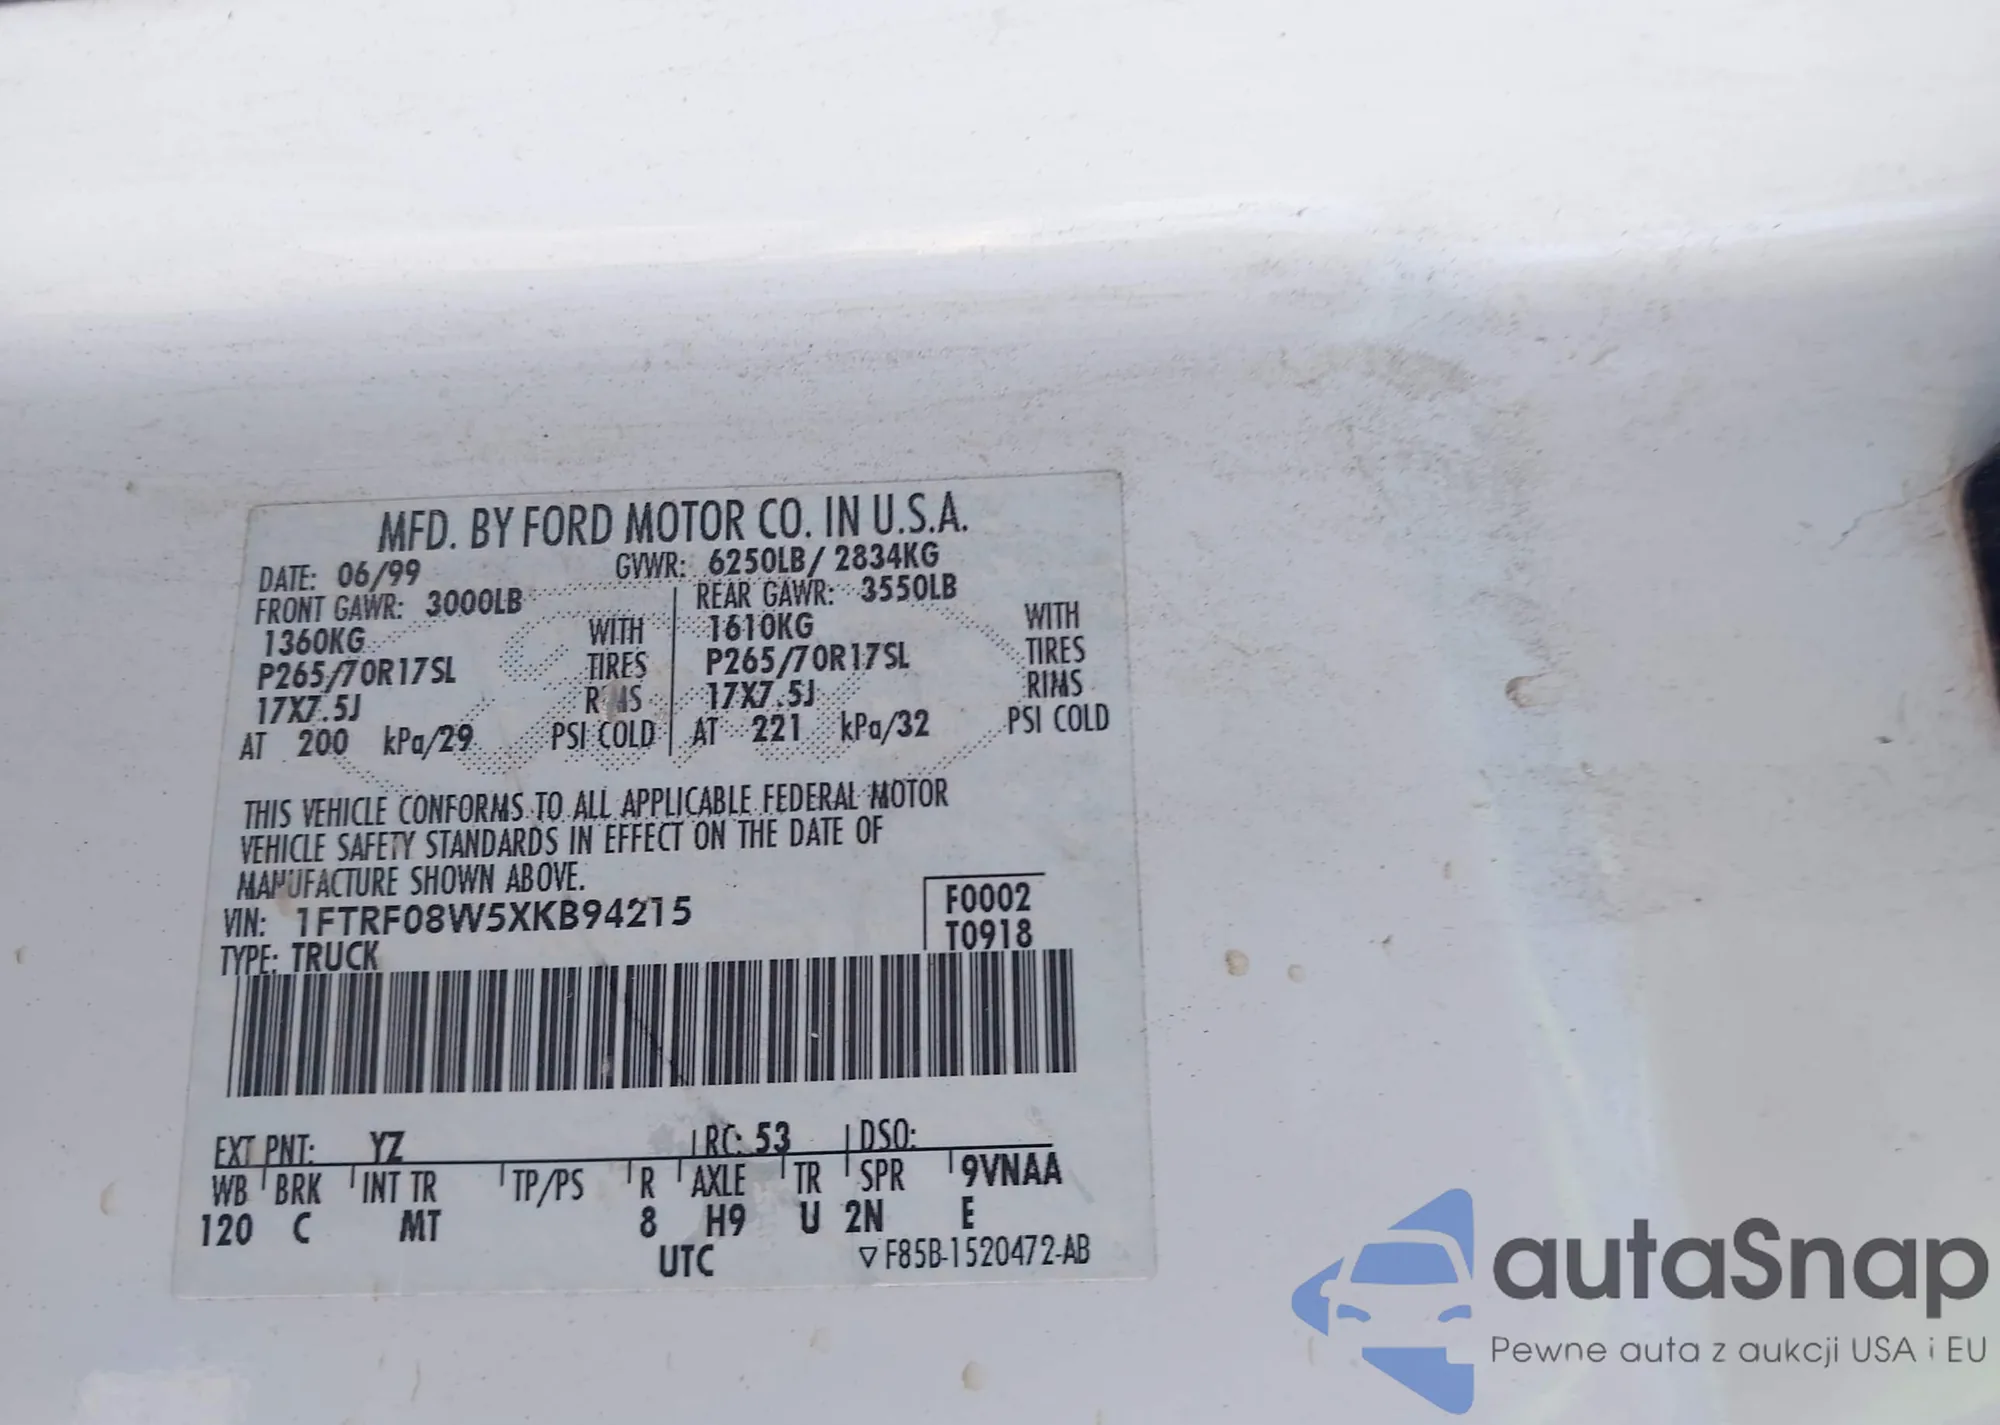 MFD. BY FORD MOTOR CO. IN U.S.A.
DATE: 06/99 GVWR: 6250LB/ 2834KG
FRONT GAWR: 3000LB REAR GAWR: 3550LB
1360KG WITH 1610KG WITH
P265/70R17SL TIRES P265/70R17SL TIRES
17X7.5J RIMS 17X7.5J RIMS
AT 200 kPa/29 PSI COLD AT 221 kPa/32 PSI COLD
THIS VEHICLE CONFORMS TO ALL APPLICABLE FEDERAL MOTOR
VEHICLE SAFETY STANDARDS IN EFFECT ON THE DATE OF
MANUFACTURE SHOWN ABOVE.
VIN: 1FTRF08W5XKB94215 F0002
TYPE: TRUCK T0918
EXT PNT: YZ RC: 53 DSO:
WB BRK INT TR TP/PS R AXLE TR SPR 9VNAA
120 C MT 8 H9 U 2N E
UTC ▽ F85B-1520472-AB
autaSnap
Pewne auta z aukcji USA i EU